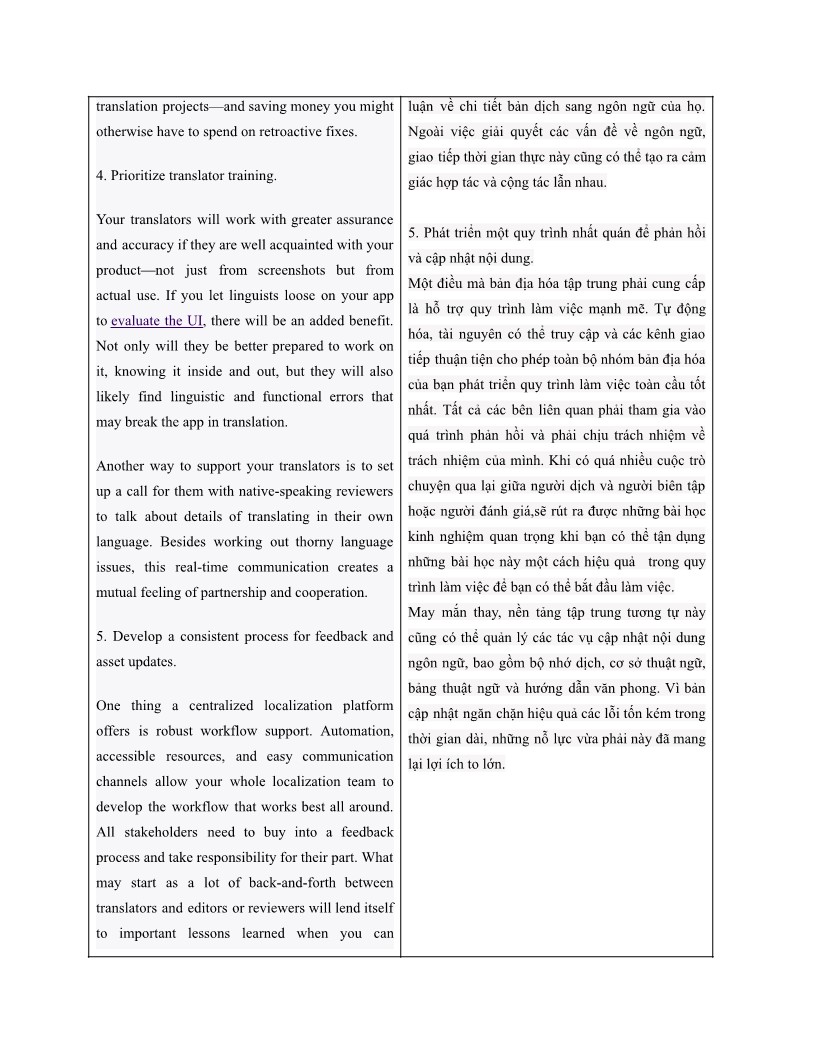 translation projects—and saving money you might
otherwise have to spend on retroactive fixes.
4. Prioritize translator training.
Your translators will work with greater assurance
and accuracy if they are well acquainted with your
product—not just from screenshots but from
actual use. If you let linguists loose on your app
to evaluate the UI, there will be an added benefit.
Not only will they be better prepared to work on
it, knowing it inside and out, but they will also
likely find linguistic and functional errors that
may break the app in translation.
Another way to support your translators is to set
up a call for them with native-speaking reviewers
to talk about details of translating in their own
language. Besides working out thorny language
issues, this real-time communication creates a
mutual feeling of partnership and cooperation.
5. Develop a consistent process for feedback and
asset updates.
One thing a centralized localization platform
offers is robust workflow support. Automation,
accessible resources, and easy communication
channels allow your whole localization team to
develop the workflow that works best all around.
All stakeholders need to buy into a feedback
process and take responsibility for their part. What
may start as a lot of back-and-forth between
translators and editors or reviewers will lend itself
to important lessons learned when you can
luận về chi tiết bản dịch sang ngôn ngữ của họ.
Ngoài việc giải quyết các vấn đề về ngôn ngữ,
giao tiếp thời gian thực này cũng có thể tạo ra cảm
giác hợp tác và cộng tác lẫn nhau.
5. Phát triển một quy trình nhất quán để phản hồi
và cập nhật nội dung.
Một điều mà bản địa hóa tập trung phải cung cấp
là hỗ trợ quy trình làm việc mạnh mẽ. Tự động
hóa, tài nguyên có thể truy cập và các kênh giao
tiếp thuận tiện cho phép toàn bộ nhóm bản địa hóa
của bạn phát triển quy trình làm việc toàn cầu tốt
nhất. Tất cả các bên liên quan phải tham gia vào
quá trình phản hồi và phải chịu trách nhiệm về
trách nhiệm của mình. Khi có quá nhiều cuộc trò
chuyện qua lại giữa người dịch và người biên tập
hoặc người đánh giá,sẽ rút ra được những bài học
kinh nghiệm quan trọng khi bạn có thể tận dụng
những bài học này một cách hiệu quả trong quy
trình làm việc để bạn có thể bắt đầu làm việc.
May mắn thay, nền tảng tập trung tương tự này
cũng có thể quản lý các tác vụ cập nhật nội dung
ngôn ngữ, bao gồm bộ nhớ dịch, cơ sở thuật ngữ,
bảng thuật ngữ và hướng dẫn văn phong. Vì bản
cập nhật ngăn chặn hiệu quả các lỗi tốn kém trong
thời gian dài, những nỗ lực vừa phải này đã mang
lại lợi ích to lớn.